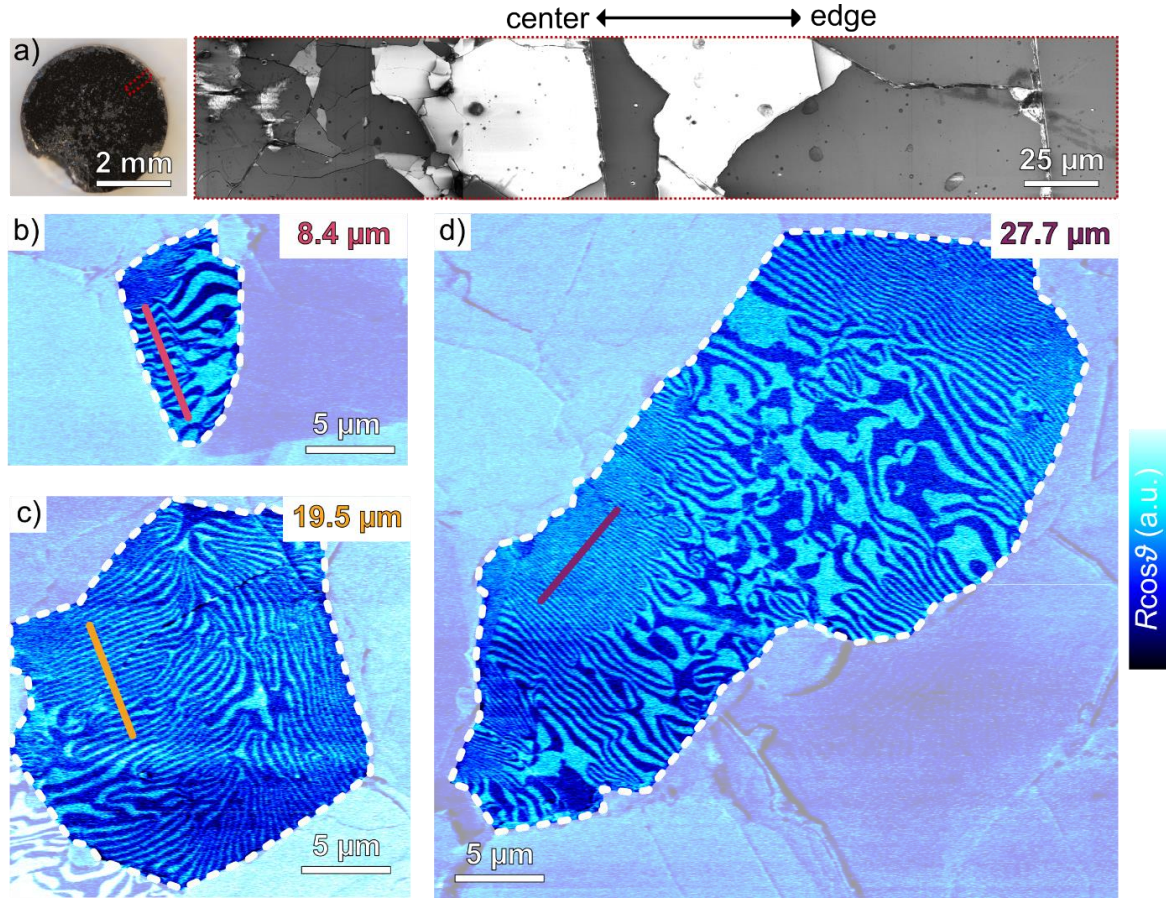 center edge
a)
2 mm
25 µm
b)
8.4 µm
5 µm
c)
19.5 µm
5 µm
d)
27.7 µm
5 µm
Rcosϑ (a.u.)